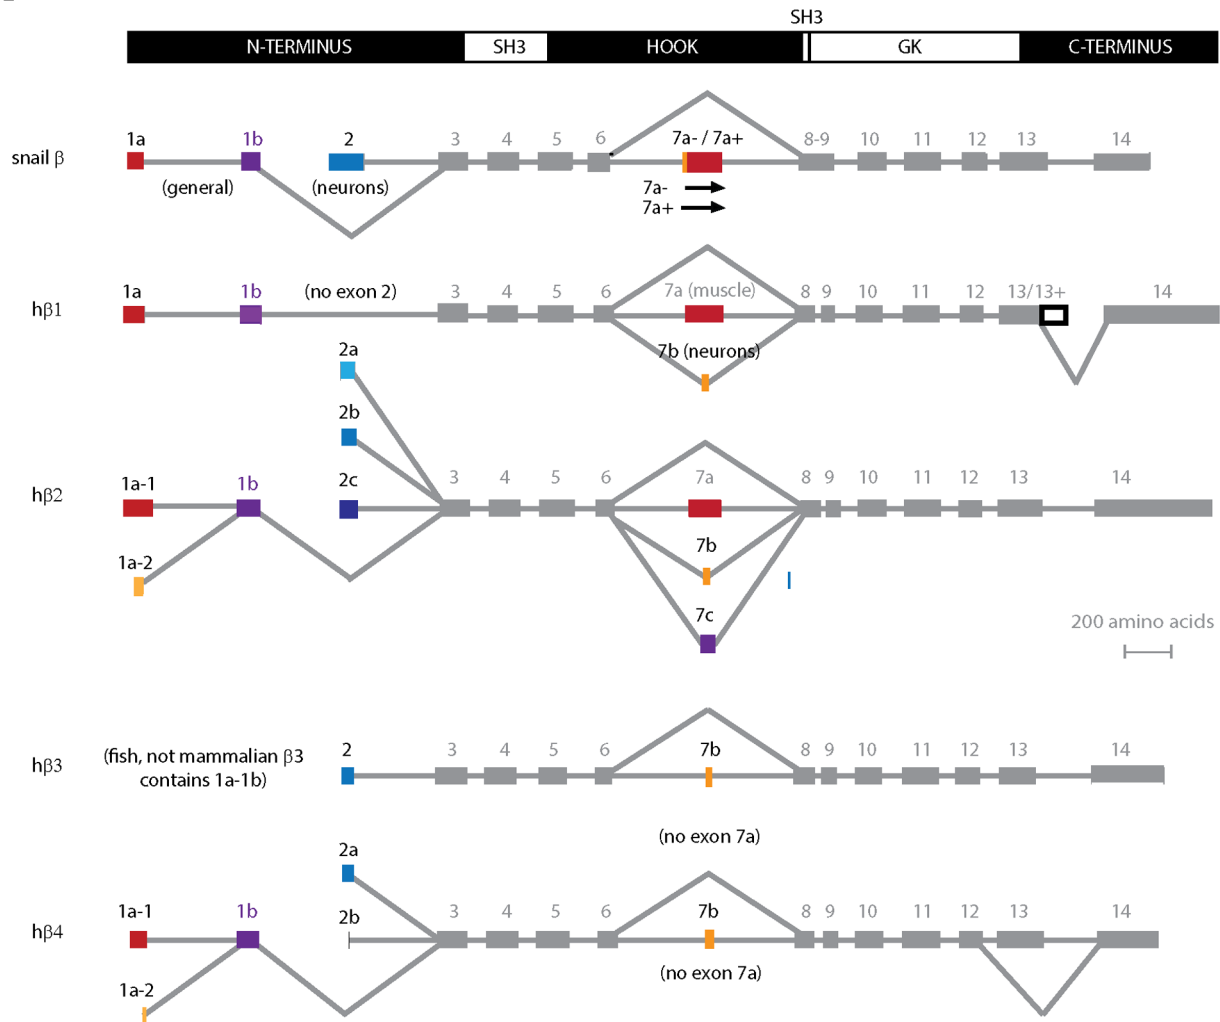 SH3
N-TERMINUS SH3 HOOK GK C-TERMINUS
snail β 1a 1b 2 3 4 5 6 7a- / 7a+ 8-9 10 11 12 13 14
(general) (neurons)
7a-
7a+
hβ1 1a 1b (no exon 2) 3 4 5 6 7a (muscle) 8 9 10 11 12 13/13+ 14
7b (neurons)
2a
2b
hβ2 1a-1 1b 2c 3 4 5 6 7a 8 9 10 11 12 13 14
1a-2 7b
7c
200 amino acids
hβ3 (fish, not mammalian β3
contains 1a-1b)
2 3 4 5 6 7b 8 9 10 11 12 13 14
(no exon 7a)
2a
hβ4 1a-1 1b 2b 3 4 5 6 7b 8 9 10 11 12 13 14
(no exon 7a)
1a-2